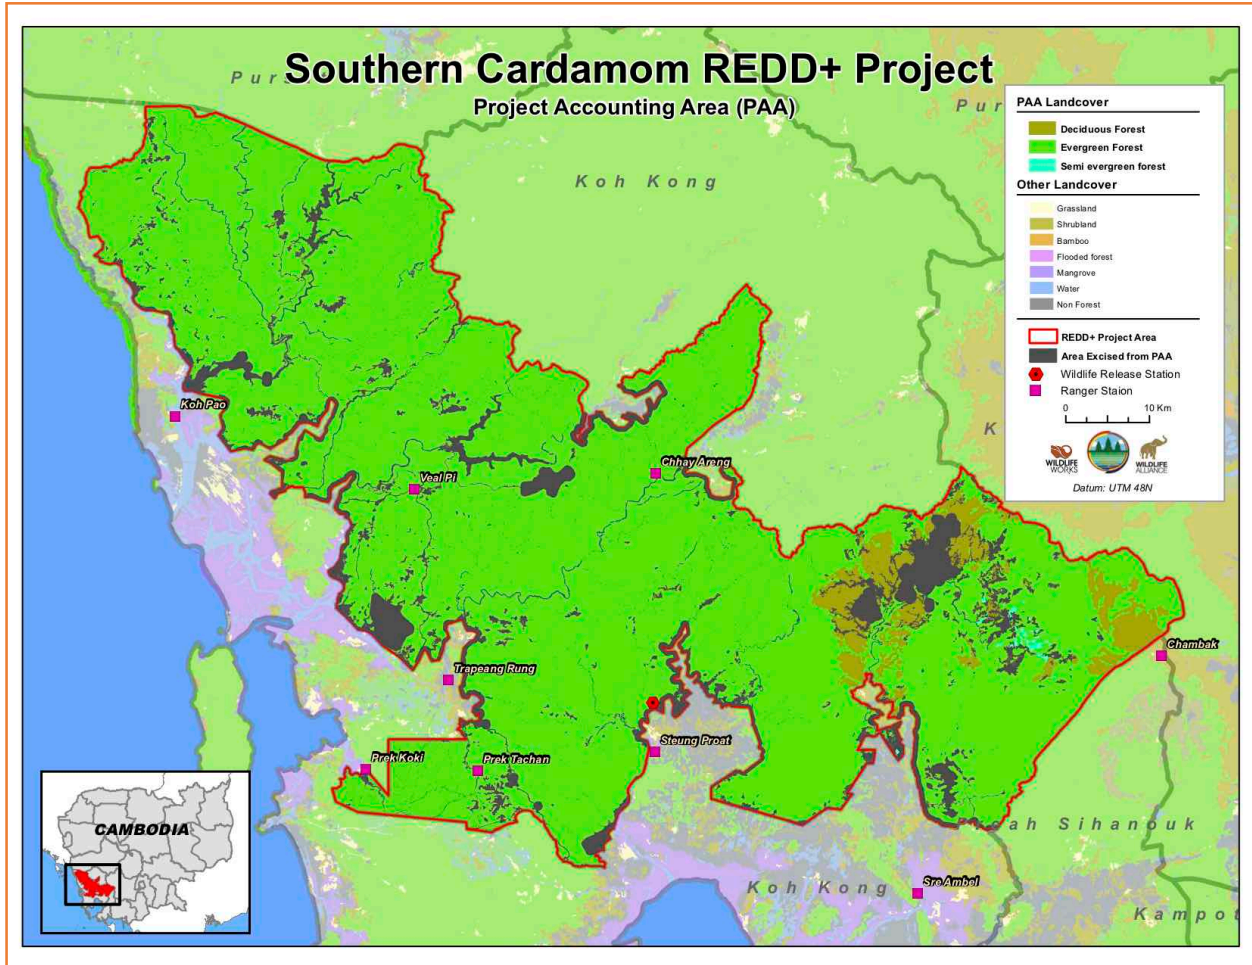 Southern Cardamom REDD+ Project
Project Accounting Area (PAA)
Koh Kong
PAA Landcover
Deciduous Forest
Evergreen Forest
Semi evergreen forest
Other Landcover
Grassland
Shrubland
Bamboo
Flooded forest
Mangrove
Water
Non Forest
REDD+ Project Area
Area Excised from PAA
Wildlife Release Station
Ranger Staion
0 10 Km
WILDLIFE WORKS
WILDLIFE ALLIANCE
Datum: UTM 48N
Koh Pao
Veal Pi
Chhay Areng
Trapeang Rung
Chambak
Steung Proat
Prek Koki
Prek Tachan
Sihanouk
Koh Kong
Sre Ambel
Kampot
CAMBODIA